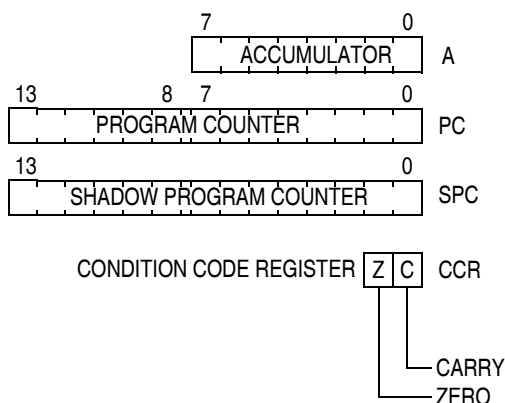 7 0
ACCUMULATOR A
13 8 7 0
PROGRAM COUNTER PC
13 0
SHADOW PROGRAM COUNTER SPC
CONDITION CODE REGISTER Z C CCR
CARRY
ZERO